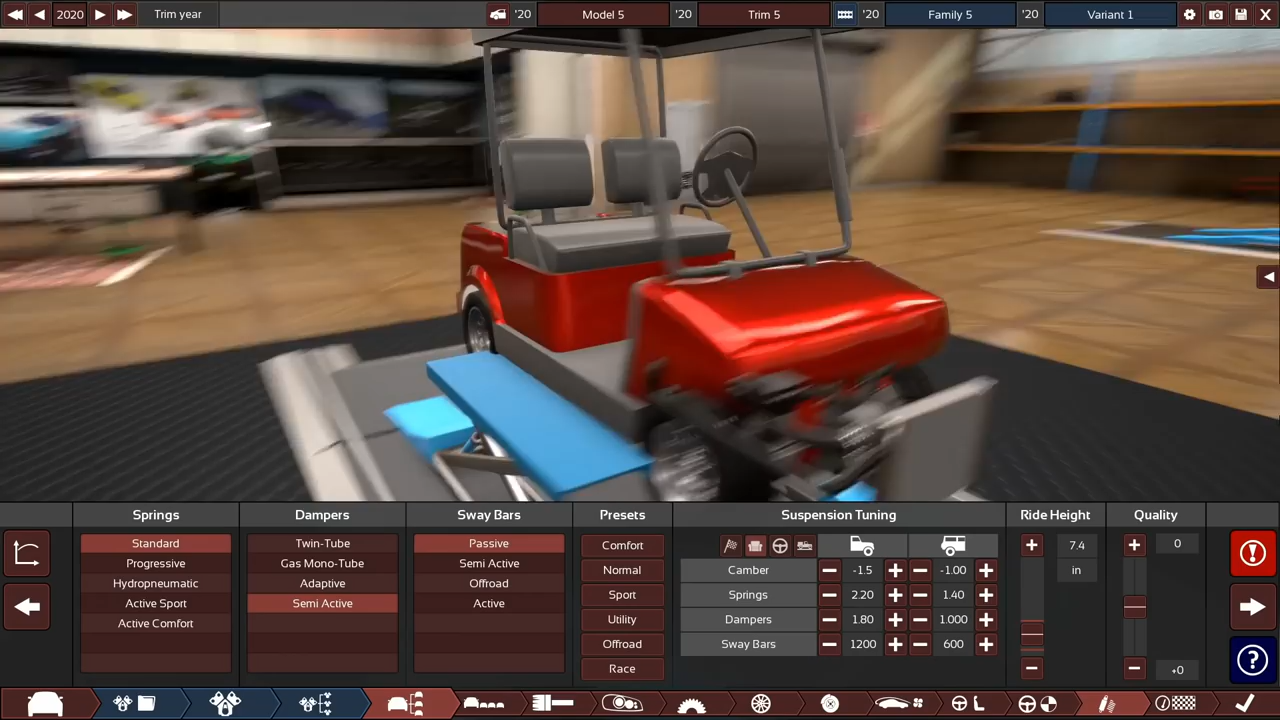 2020 Trim year '20 Model 5 '20 Trim 5 '20 Family 5 '20 Variant 1
Springs Dampers Sway Bars Presets Suspension Tuning Ride Height Quality
Standard Twin-Tube Passive Comfort 7.4 0
Progressive Gas Mono-Tube Semi Active Normal Camber -1.5 -1.00 in
Hydropneumatic Adaptive Offroad Sport Springs 2.20 1.40
Active Sport Semi Active Active Utility Dampers 1.80 1.000
Active Comfort Offroad Sway Bars 1200 600
Race +0